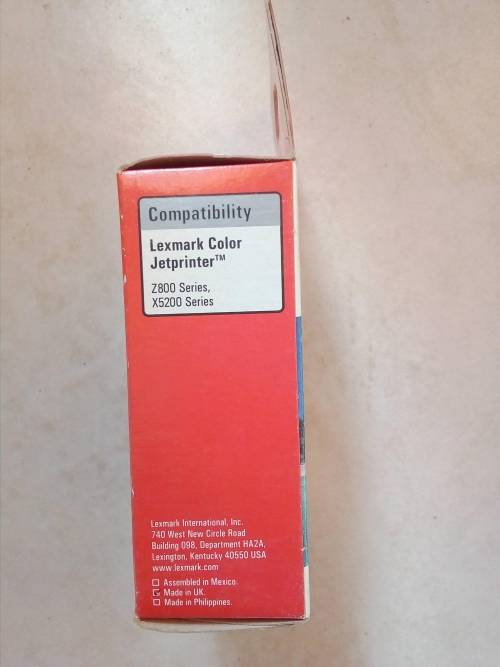 Compatibility
Lexmark Color
Jetprinter™
Z800 Series,
X5200 Series
Lexmark International, Inc.
740 West New Circle Road
Building 098, Department HA2A,
Lexington, Kentucky 40550 USA
www.lexmark.com
Assembled in Mexico.
Made in UK.
Made in Philippines.